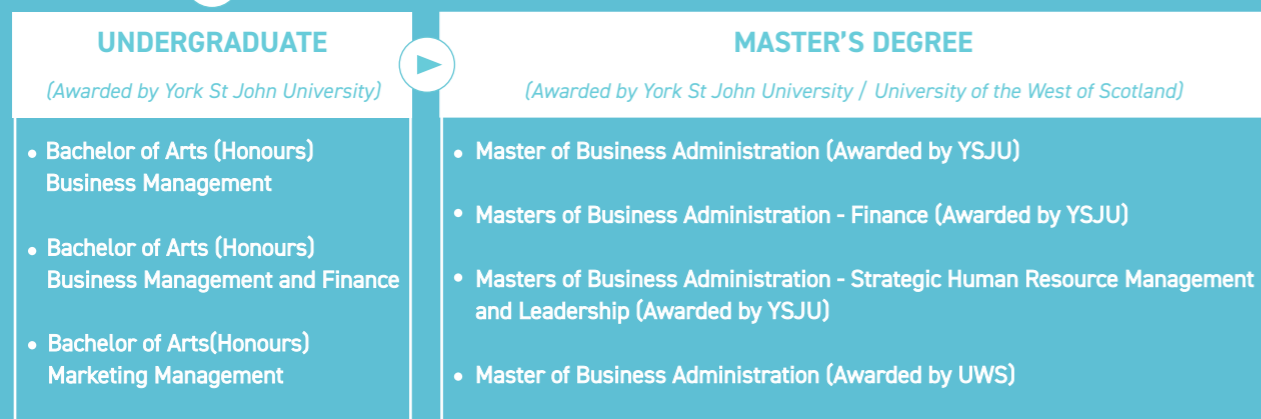 UNDERGRADUATE
(Awarded by York St John University)
• Bachelor of Arts (Honours)
Business Management
• Bachelor of Arts (Honours)
Business Management and Finance
• Bachelor of Arts(Honours)
Marketing Management
MASTER'S DEGREE
(Awarded by York St John University / University of the West of Scotland)
• Master of Business Administration (Awarded by YSJU)
• Masters of Business Administration - Finance (Awarded by YSJU)
• Masters of Business Administration - Strategic Human Resource Management
and Leadership (Awarded by YSJU)
• Master of Business Administration (Awarded by UWS)